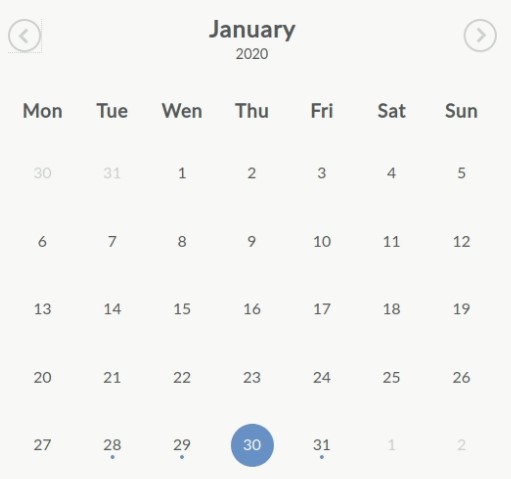 January
2020
Mon Tue Wen Thu Fri Sat Sun
30 31 1 2 3 4 5
6 7 8 9 10 11 12
13 14 15 16 17 18 19
20 21 22 23 24 25 26
27 28 29 30 31 1 2